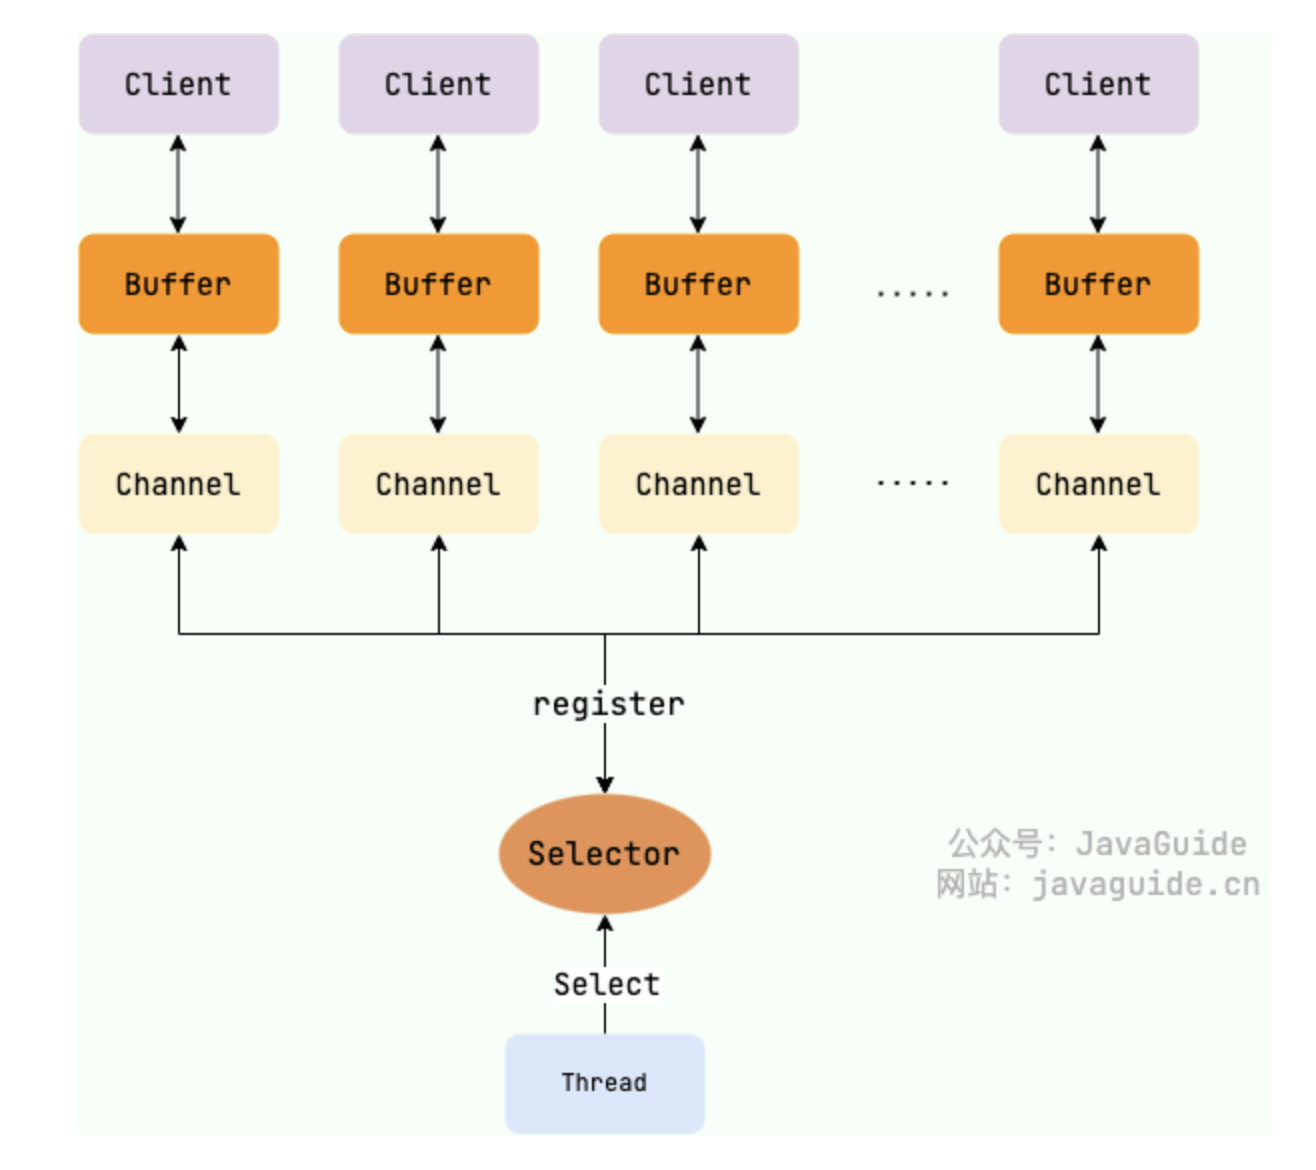 Client Client Client Client
Buffer Buffer Buffer ..... Buffer
Channel Channel Channel ..... Channel
register
Selector
公众号：JavaGuide
网站：javaguide.cn
Select
Thread